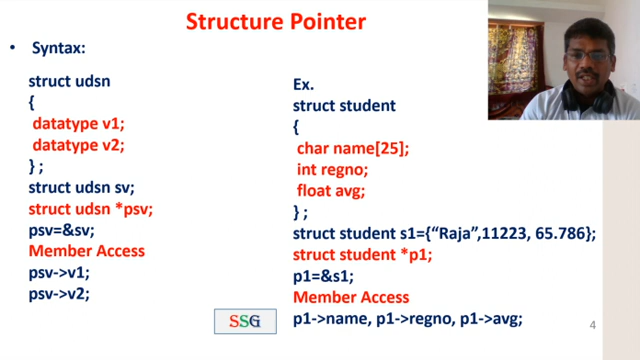 Structure Pointer
• Syntax:
struct udsn
{
datatype v1;
datatype v2;
} ;
struct udsn sv;
struct udsn *psv;
psv=&sv;
Member Access
psv->v1;
psv->v2;
Ex.
struct student
{
char name[25];
int regno;
float avg;
} ;
struct student s1={“Raja”,11223, 65.786};
struct student *p1;
p1=&s1;
Member Access
p1->name, p1->regno, p1->avg;
SSG
4